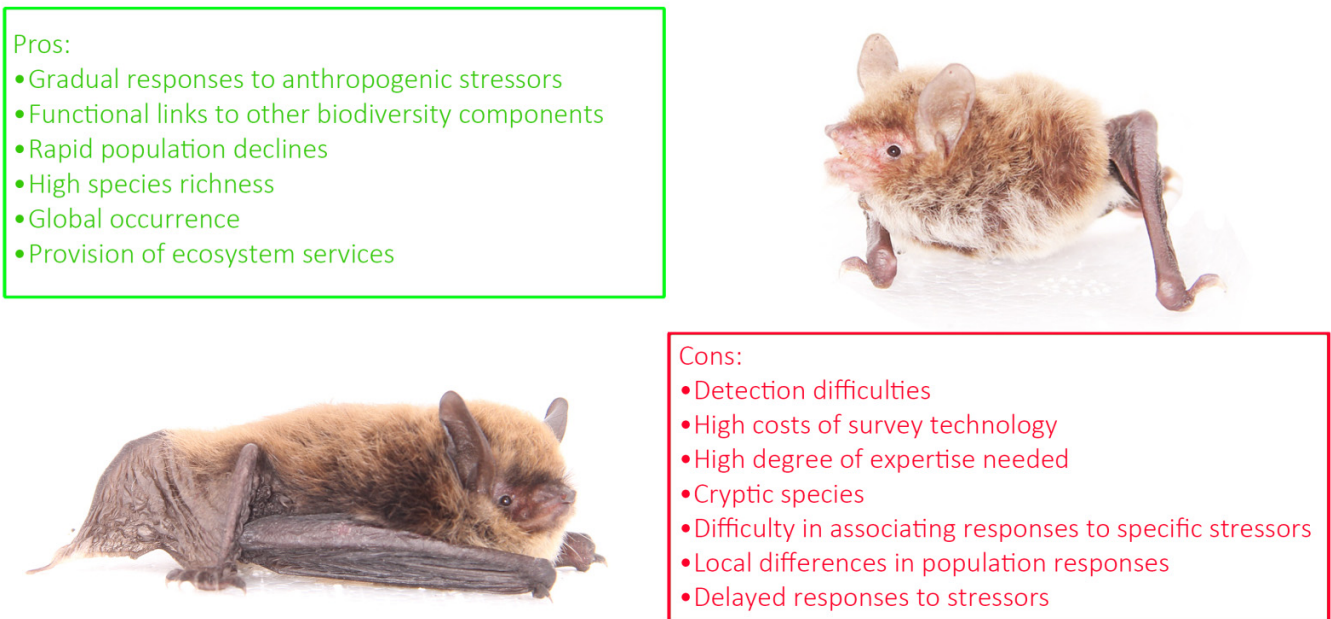 Pros:
•Gradual responses to anthropogenic stressors
•Functional links to other biodiversity components
•Rapid population declines
•High species richness
•Global occurrence
•Provision of ecosystem services
Cons:
•Detection difficulties
•High costs of survey technology
•High degree of expertise needed
•Cryptic species
•Difficulty in associating responses to specific stressors
•Local differences in population responses
•Delayed responses to stressors